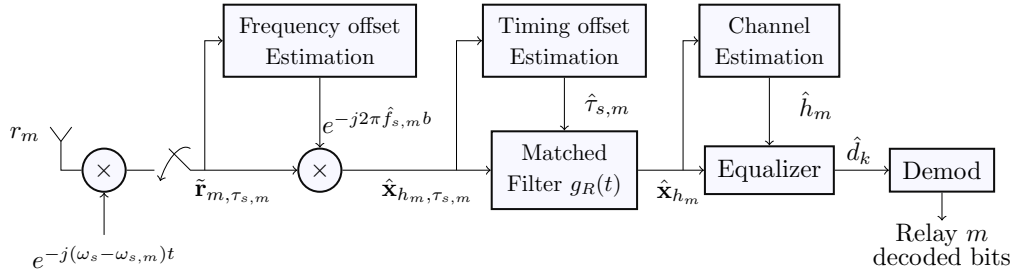 Frequency offset
Estimation
Timing offset
Estimation
Channel
Estimation
e^{-j2\pi \hat{f}_{s,m} b}
\hat{\tau}_{s,m}
\hat{h}_m
r_m
×
\tilde{\mathbf{r}}_{m,\tau_{s,m}}
×
\hat{\mathbf{x}}_{h_m,\tau_{s,m}}
Matched
Filter g_R(t)
\hat{\mathbf{x}}_{h_m}
Equalizer
\hat{d}_k
Demod
e^{-j(\omega_s-\omega_{s,m})t}
Relay m
decoded bits